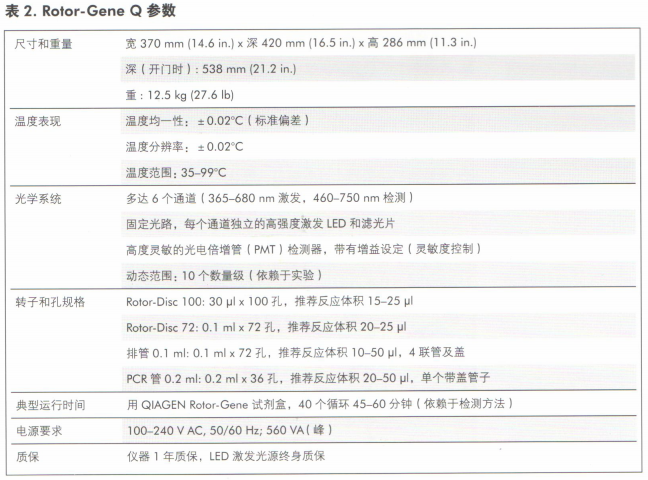 表 2. Rotor-Gene Q 参数
尺寸和重量 宽 370 mm (14.6 in.) x 深 420 mm (16.5 in.) x 高 286 mm (11.3 in.)
深（开门时）: 538 mm (21.2 in.)
重 : 12.5 kg (27.6 lb)
温度表现 温度均一性: ±0.02°C（标准偏差）
温度分辨率: ±0.02°C
温度范围: 35–99°C
光学系统 多达 6 个通道（365–680 nm 激发，460–750 nm 检测）
固定光路，每个通道独立的高强度激发 LED 和滤光片
高度灵敏的光电倍增管（PMT）检测器，带有增益设定（灵敏度控制）
动态范围: 10 个数量级（依赖于实验）
转子和孔规格 Rotor-Disc 100: 30 µl x 100 孔，推荐反应体积 15–25 µl
Rotor-Disc 72: 0.1 ml x 72 孔，推荐反应体积 20–25 µl
排管 0.1 ml: 0.1 ml x 72 孔，推荐反应体积 10–50 µl，4 联管及盖
PCR 管 0.2 ml: 0.2 ml x 36 孔，推荐反应体积 20–50 µl，单个带盖管子
典型运行时间 用 QIAGEN Rotor-Gene 试剂盒，40 个循环 45–60 分钟（依赖于检测方法）
电源要求 100–240 V AC, 50/60 Hz; 560 VA（峰）
质保 仪器 1 年质保，LED 激发光源终身质保